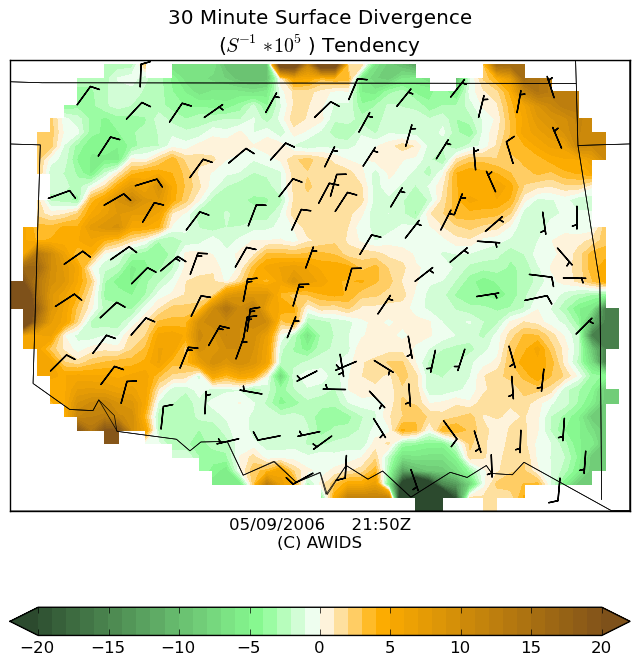 30 Minute Surface Divergence
(S⁻¹ * 10⁵ ) Tendency
05/09/2006 21:50Z
(C) AWIDS
−20 −15 −10 −5 0 5 10 15 20